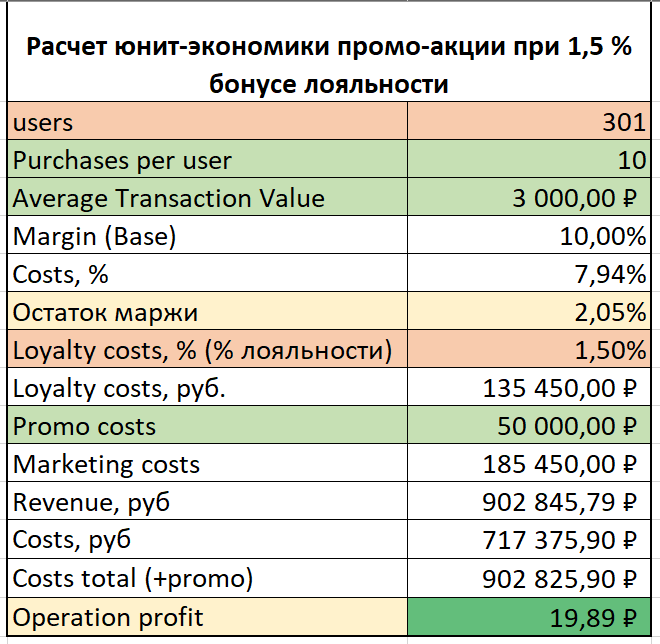 Расчет юнит-экономики промо-акции при 1,5 %
бонусе лояльности
users 301
Purchases per user 10
Average Transaction Value 3 000,00 ₽
Margin (Base) 10,00%
Costs, % 7,94%
Остаток маржи 2,05%
Loyalty costs, % (% лояльности) 1,50%
Loyalty costs, руб. 135 450,00 ₽
Promo costs 50 000,00 ₽
Marketing costs 185 450,00 ₽
Revenue, руб 902 845,79 ₽
Costs, руб 717 375,90 ₽
Costs total (+promo) 902 825,90 ₽
Operation profit 19,89 ₽